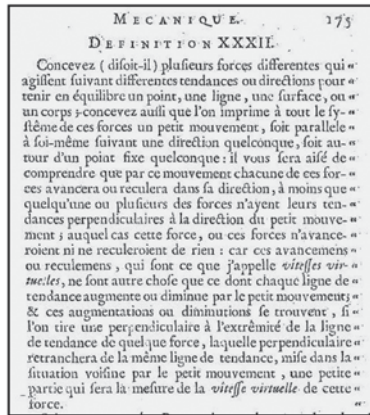 MECANIQUE. 175
DEFINITION XXXII.
Concevez ( diſoit-il ) pluſieurs forces differentes qui
agiſſent ſuivant differentes tendances ou directions pour "
tenir en équilibre un point, une ligne, une ſurface, ou "
un corps ; concevez auſſi que l'on imprime à tout le ſy- "
ſtême de ces forces un petit mouvement, ſoit parallele "
à ſoi-même ſuivant une direction quelconque, ſoit au- "
tour d'un point fixe quelconque : il vous ſera aiſé de "
comprendre que par ce mouvement chacune de ces for- "
ces avancera ou reculera dans ſa direction, à moins que "
quelqu'une ou pluſieurs des forces n'ayent leurs ten- "
dances perpendiculaires à la direction du petit mouve- "
ment ; auquel cas cette force, ou ces forces n'avance- "
roient ni ne reculeroient de rien : car ces avancemens "
ou reculemens, qui ſont ce que j'appelle viteſſes vir- "
tuelles, ne ſont autre choſe que ce dont chaque ligne de "
tendance augmente ou diminue par le petit mouvement ; "
& ces augmentations ou diminutions ſe trouvent, ſi "
l'on tire une perpendiculaire à l'extrêmité de la ligne "
de tendance de quelque force, laquelle perpendiculaire "
retranchera de la même ligne de tendance, miſe dans la "
ſituation voiſine par le petit mouvement, une petite "
partie qui ſera la meſure de la viteſſe virtuelle de cette "
force. "